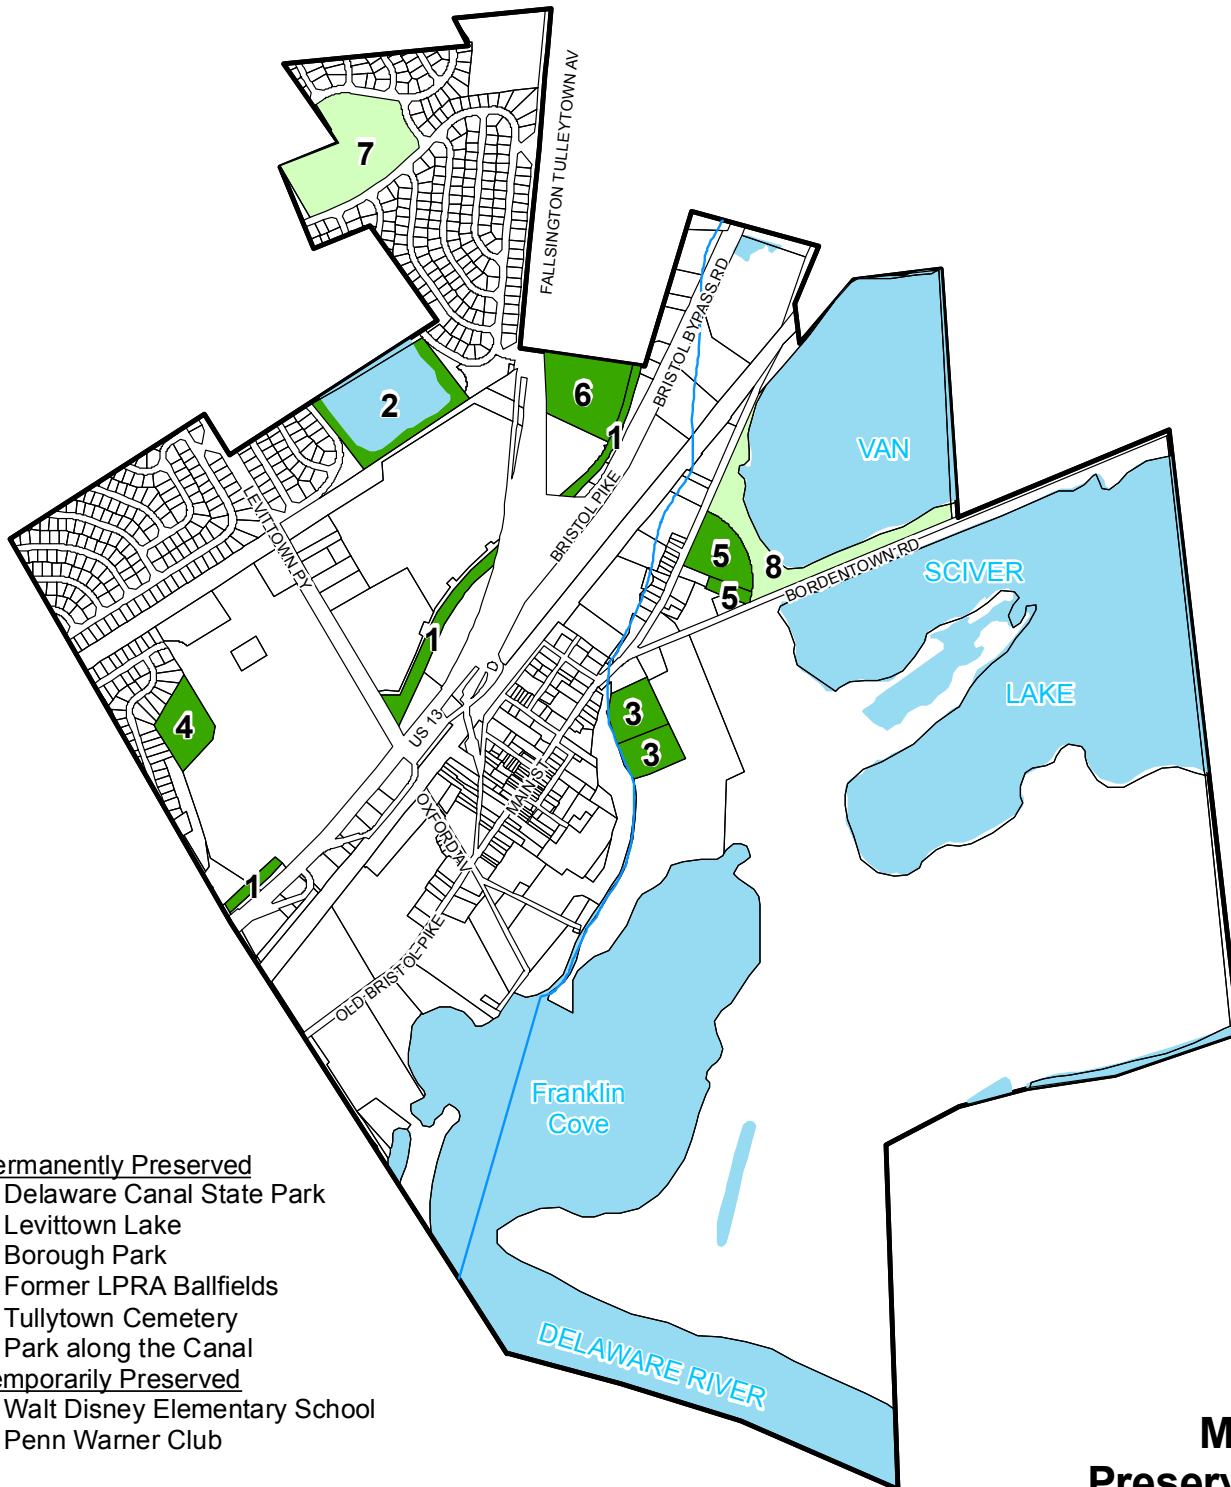 FALLSINGTON TULLEYTOWN AV
7
BRISTOL BYPASS RD
6
2
1
VAN
LEVITTOWN PY
BRISTOL PIKE
5
8
5
BORDENTOWN RD
SCIVER
1
LAKE
3
4
US 13
3
MAIN S
OXFORD AV
1
OLD BRISTOL PIKE
Franklin
Cove
DELAWARE RIVER
ermanently Preserved
Delaware Canal State Park
Levittown Lake
Borough Park
Former LPRA Ballfields
Tullytown Cemetery
Park along the Canal
emporarily Preserved
Walt Disney Elementary School
Penn Warner Club
M
Preserv